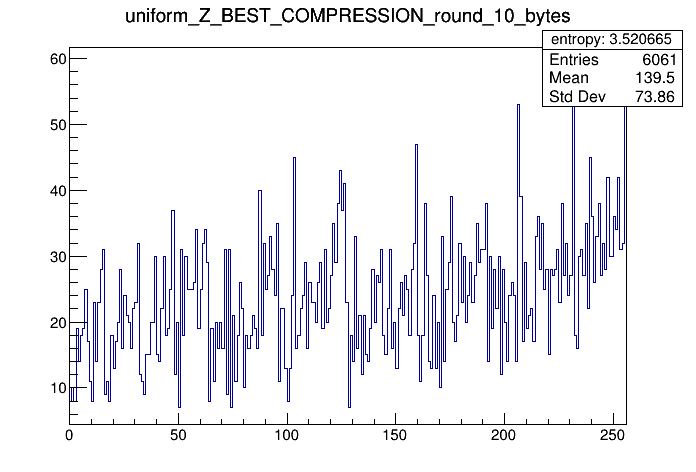 uniform_Z_BEST_COMPRESSION_round_10_bytes
entropy: 3.520665
Entries 6061
Mean 139.5
Std Dev 73.86
60
50
40
30
20
10
0 50 100 150 200 250